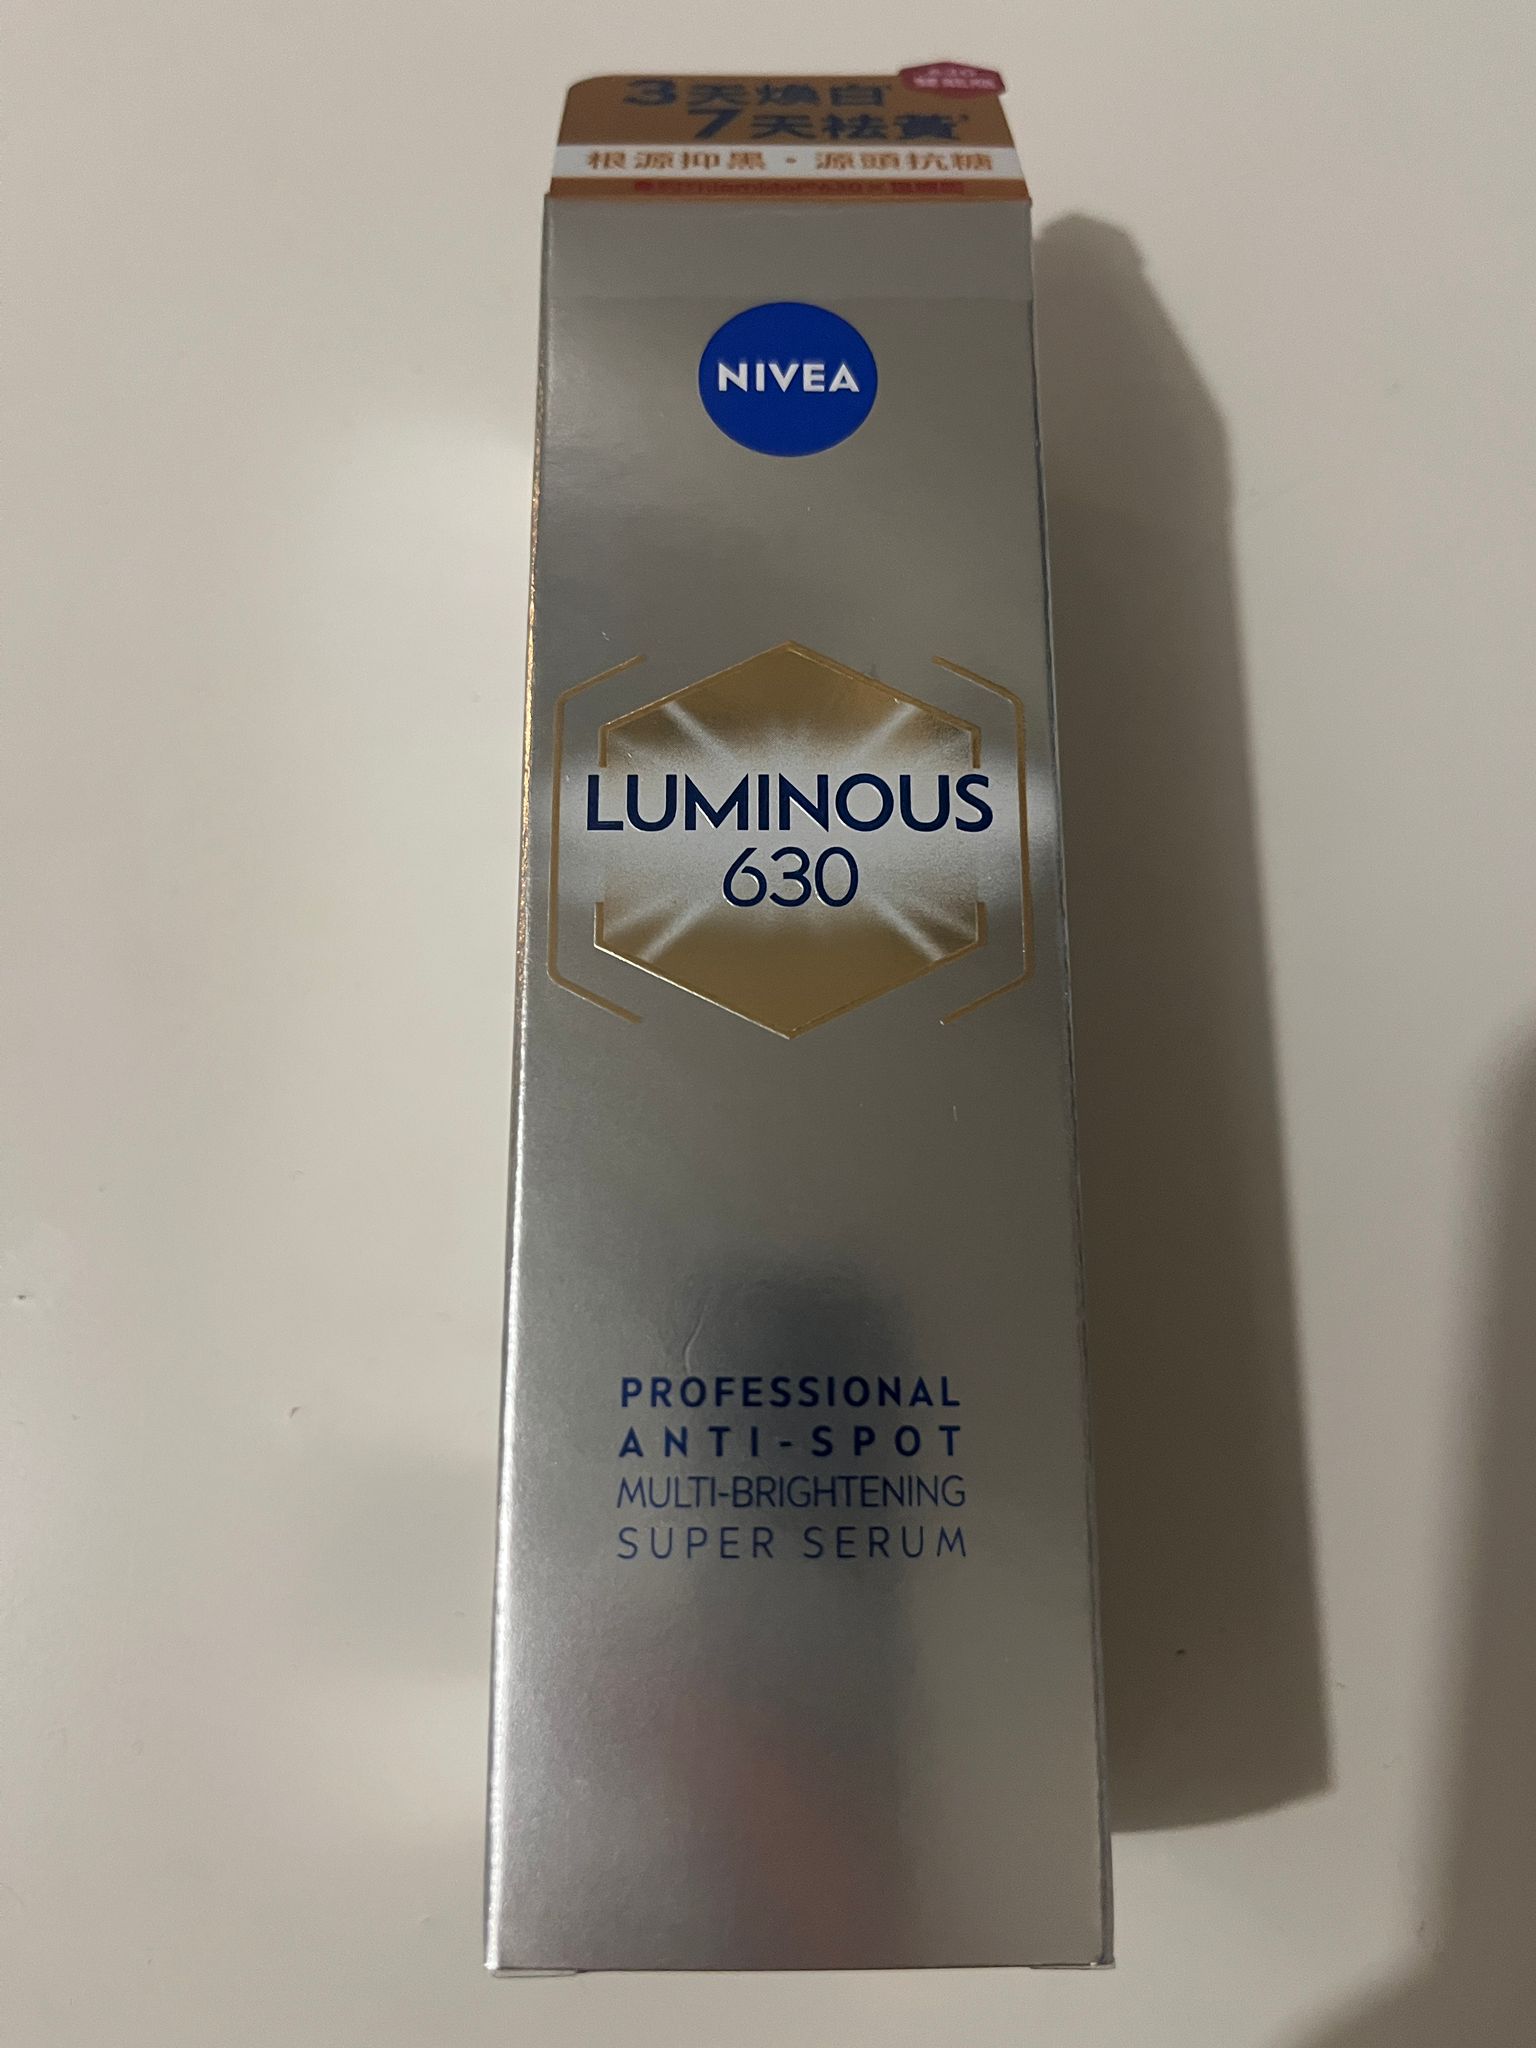 3天煥白
7天祛黃
根源抑黑・源頭抗糖
NIVEA
LUMINOUS
630
PROFESSIONAL
ANTI-SPOT
MULTI-BRIGHTENING
SUPER SERUM